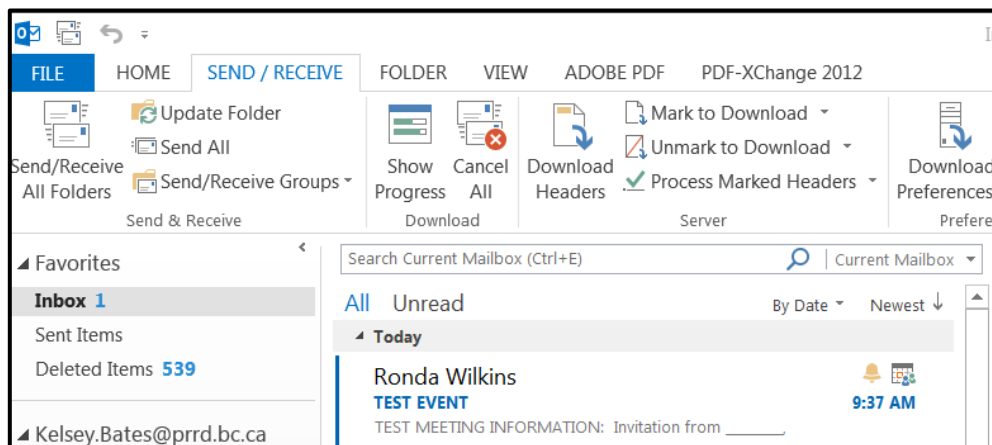 FILE HOME SEND / RECEIVE FOLDER VIEW ADOBE PDF PDF-XChange 2012
Send/Receive
All Folders
Update Folder
Send All
Send/Receive Groups
Send & Receive
Show
Progress
Cancel
All
Download
Download
Headers
Mark to Download
Unmark to Download
Process Marked Headers
Server
Download
Preferences
Prefere
Favorites
Inbox 1
Sent Items
Deleted Items 539
Kelsey.Bates@prrd.bc.ca
Search Current Mailbox (Ctrl+E) Current Mailbox
All Unread By Date Newest
Today
Ronda Wilkins
TEST EVENT 9:37 AM
TEST MEETING INFORMATION: Invitation from _______,